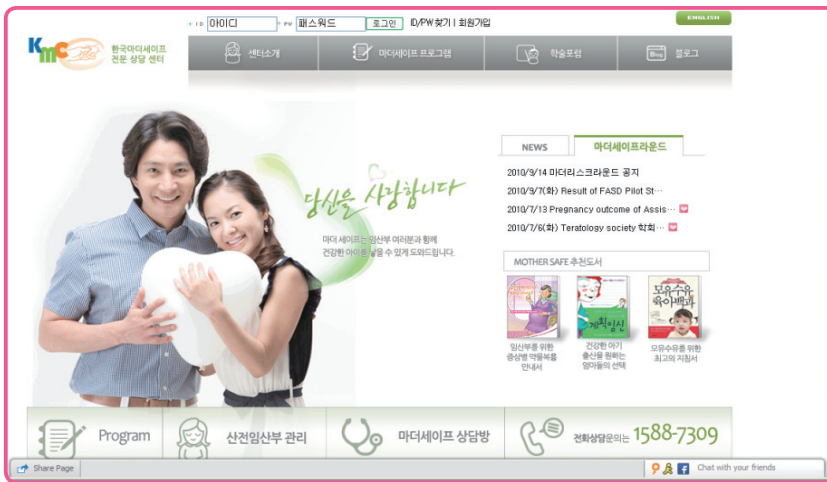 ID 아이디 PW 패스워드 로그인 ID/PW 찾기 | 회원가입
ENGLISH
KMC 한국마더세이프
전문 상담 센터
센터소개 마더세이프 프로그램 학술포럼 Blog 블로그
NEWS 마더세이프라운드
2010/9/14 마더리스크라운드 공지
2010/9/7(화) Result of FASD Pilot St···
2010/7/13 Pregnancy outcome of Assis···
2010/7/6(화) Teratology society 학회···
당신을 사랑합니다
마더세이프는 임산부 여러분과 함께
건강한 아이를 낳을 수 있게 도와드립니다.
MOTHER SAFE 추천도서
계획임신
모유수유
육아백과
임산부를 위한
증상별 약물복용
안내서
건강한 아기
출산을 원하는
엄마들의 선택
모유수유를 위한
최고의 지침서
Program 산전임산부 관리 마더세이프 상담방 전화상담문의는 1588-7309
Share Page Chat with your friends